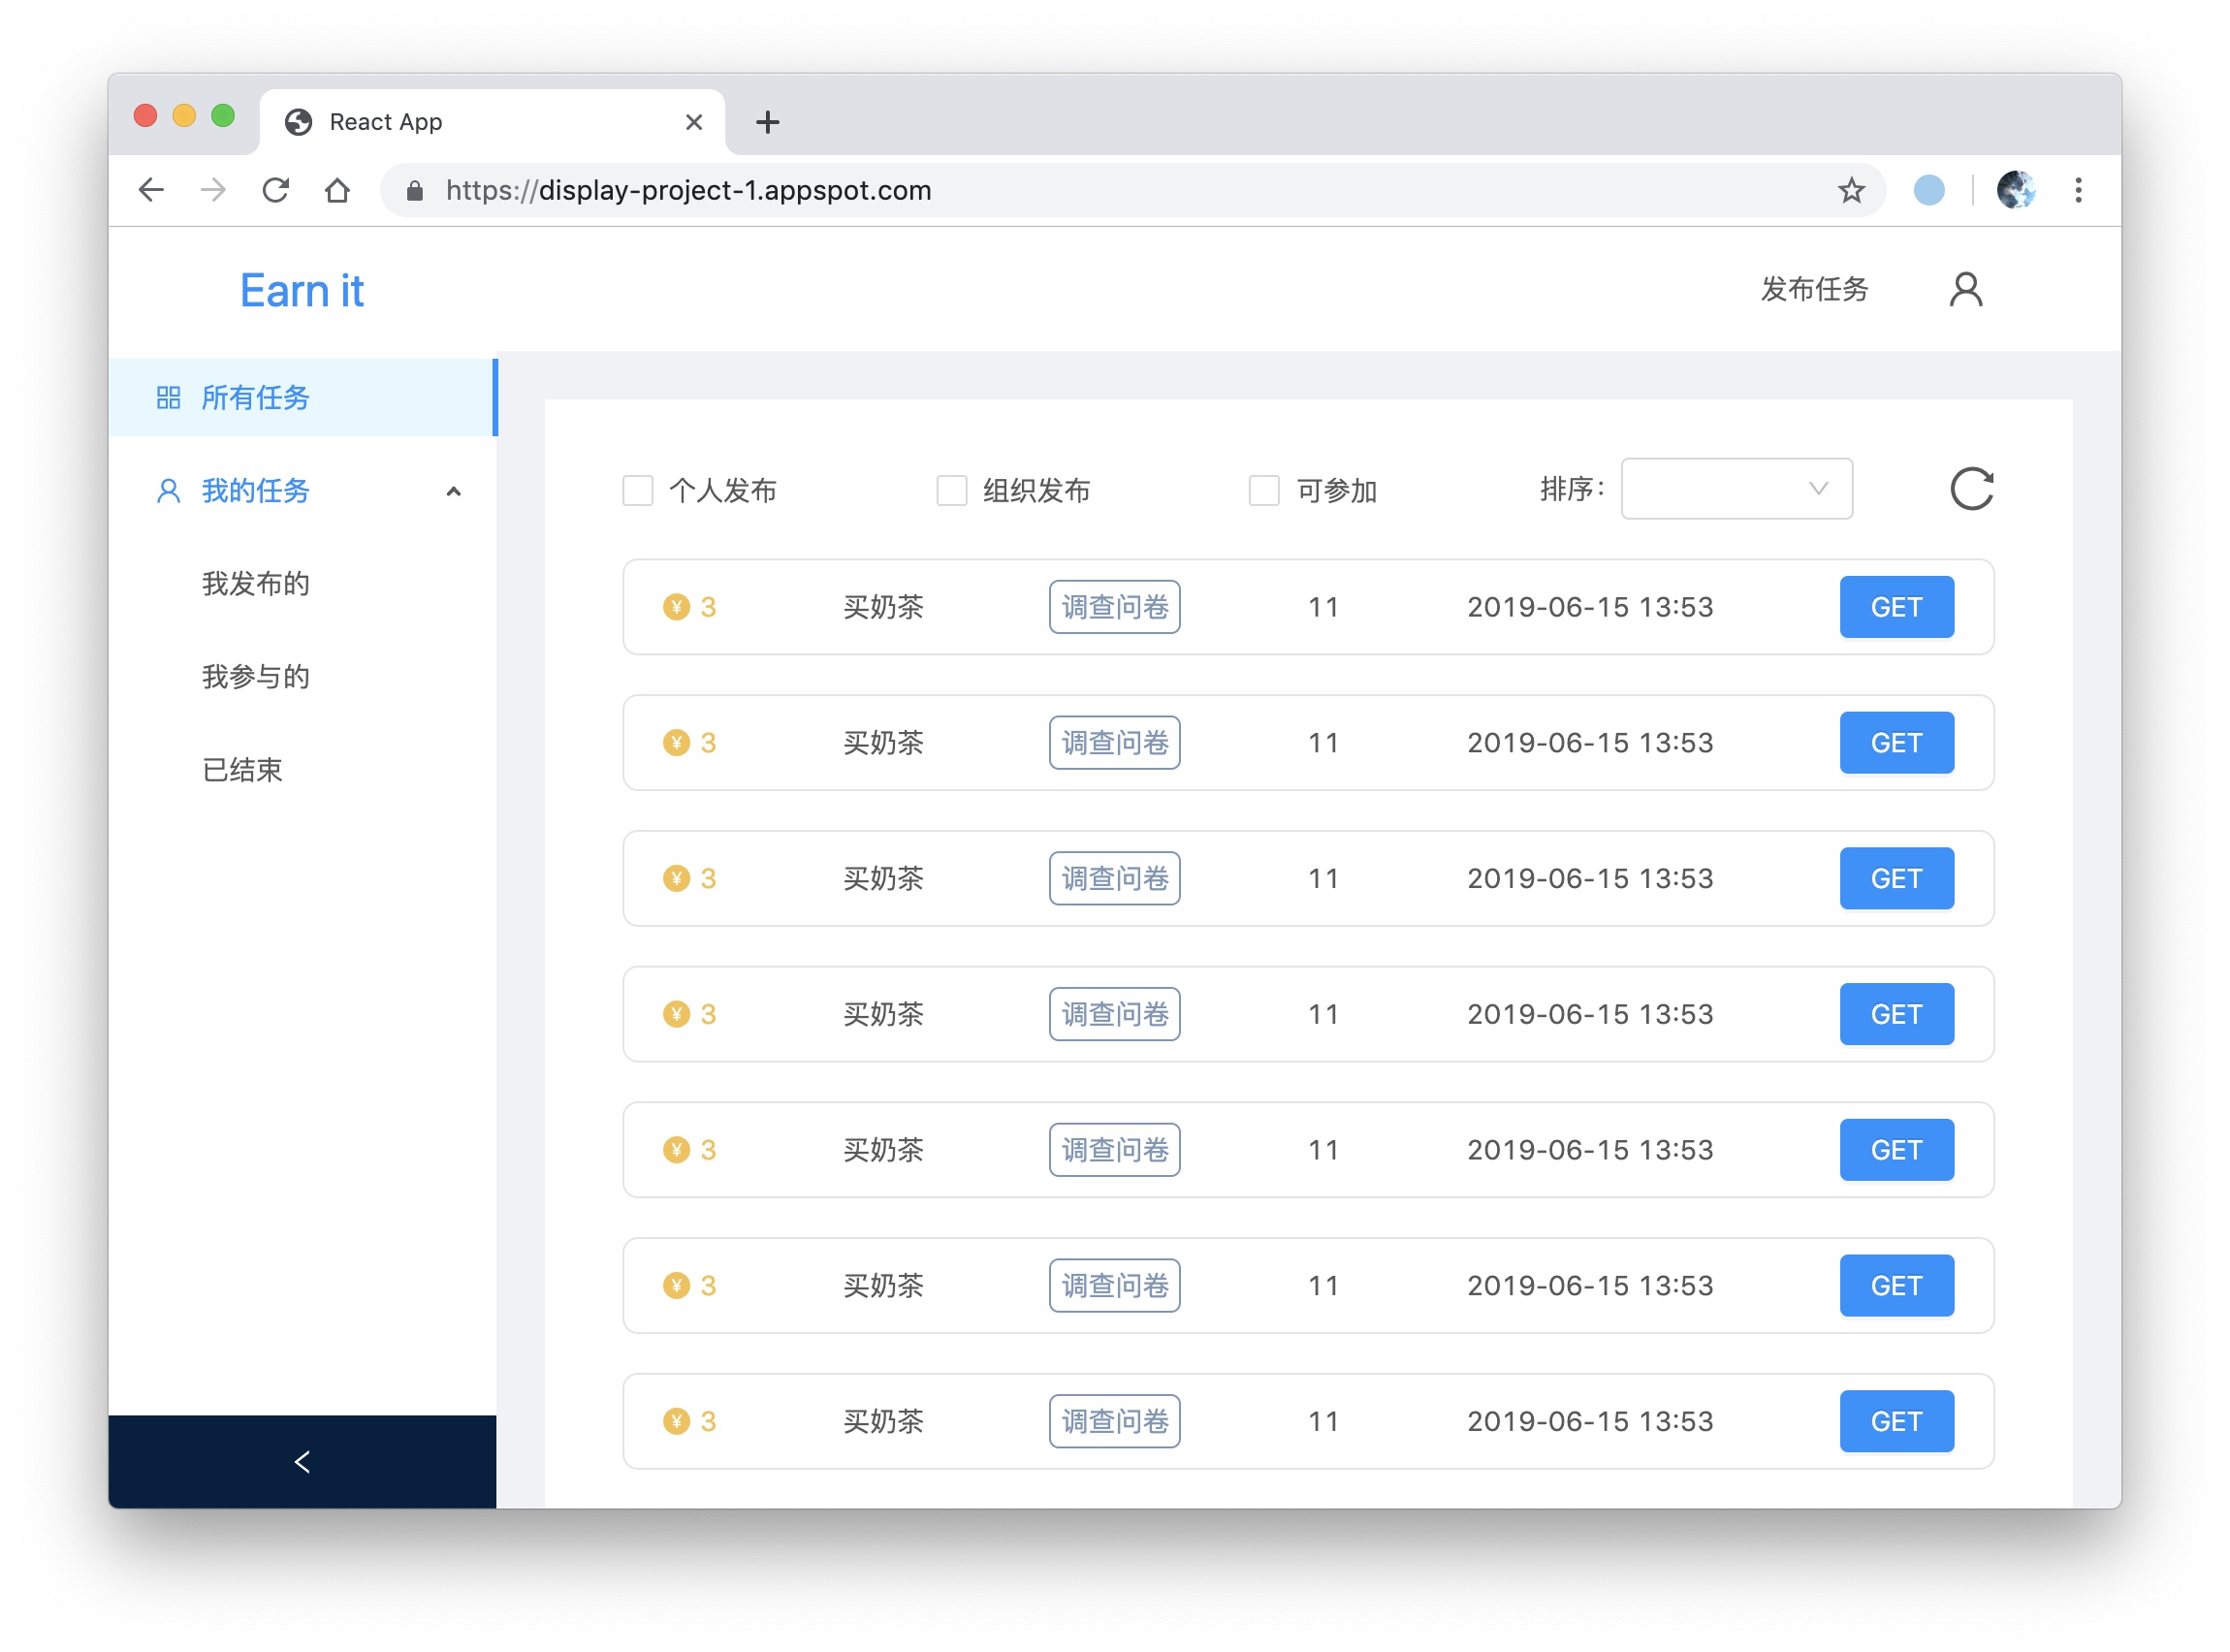 React App
https://display-project-1.appspot.com
Earn it
发布任务
所有任务
我的任务
我发布的
我参与的
已结束
个人发布 组织发布 可参加 排序:
¥ 3 买奶茶 调查问卷 11 2019-06-15 13:53 GET
¥ 3 买奶茶 调查问卷 11 2019-06-15 13:53 GET
¥ 3 买奶茶 调查问卷 11 2019-06-15 13:53 GET
¥ 3 买奶茶 调查问卷 11 2019-06-15 13:53 GET
¥ 3 买奶茶 调查问卷 11 2019-06-15 13:53 GET
¥ 3 买奶茶 调查问卷 11 2019-06-15 13:53 GET
¥ 3 买奶茶 调查问卷 11 2019-06-15 13:53 GET